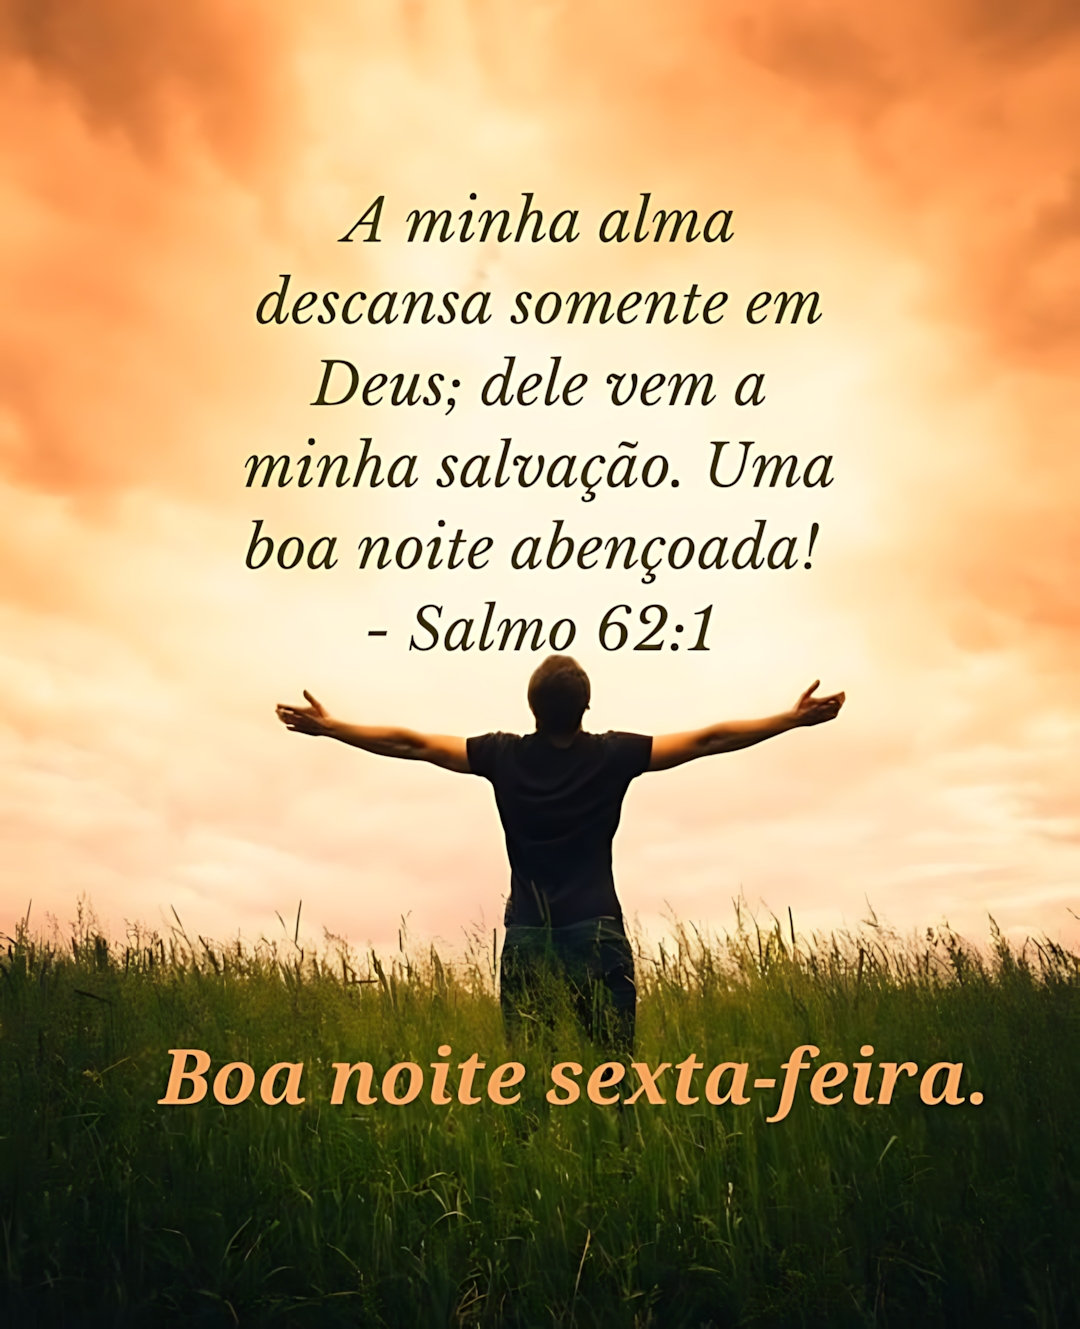 A minha alma
descansa somente em
Deus; dele vem a
minha salvação. Uma
boa noite abençoada!
- Salmo 62:1
Boa noite sexta-feira.